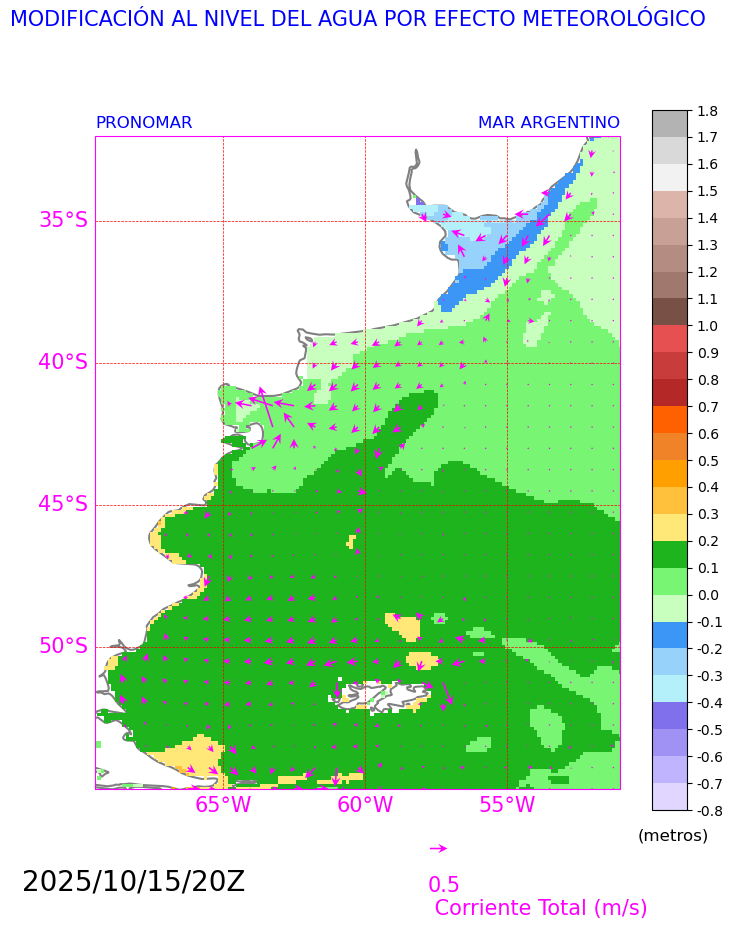 MODIFICACIÓN AL NIVEL DEL AGUA POR EFECTO METEOROLÓGICO
PRONOMAR
MAR ARGENTINO
35°S
40°S
45°S
50°S
65°W
60°W
55°W
1.8
1.7
1.6
1.5
1.4
1.3
1.2
1.1
1.0
0.9
0.8
0.7
0.6
0.5
0.4
0.3
0.2
0.1
0.0
-0.1
-0.2
-0.3
-0.4
-0.5
-0.6
-0.7
-0.8
(metros)
2025/10/15/20Z
0.5
Corriente Total (m/s)